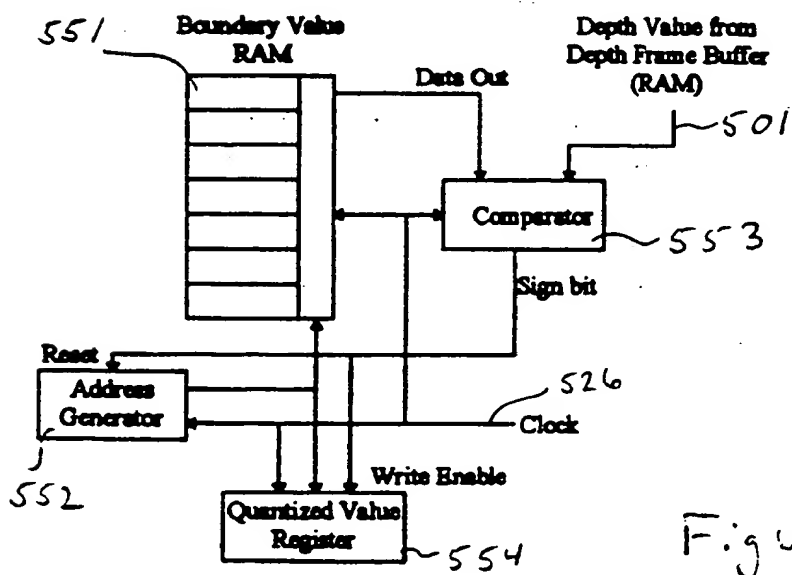 551
Boundary Value
RAM
Depth Value from
Depth Frame Buffer
(RAM)
Data Out
501
Comparator
553
Sign bit
Reset
Address
Generator
526
Clock
552
Write Enable
Quantized Value
Register
554